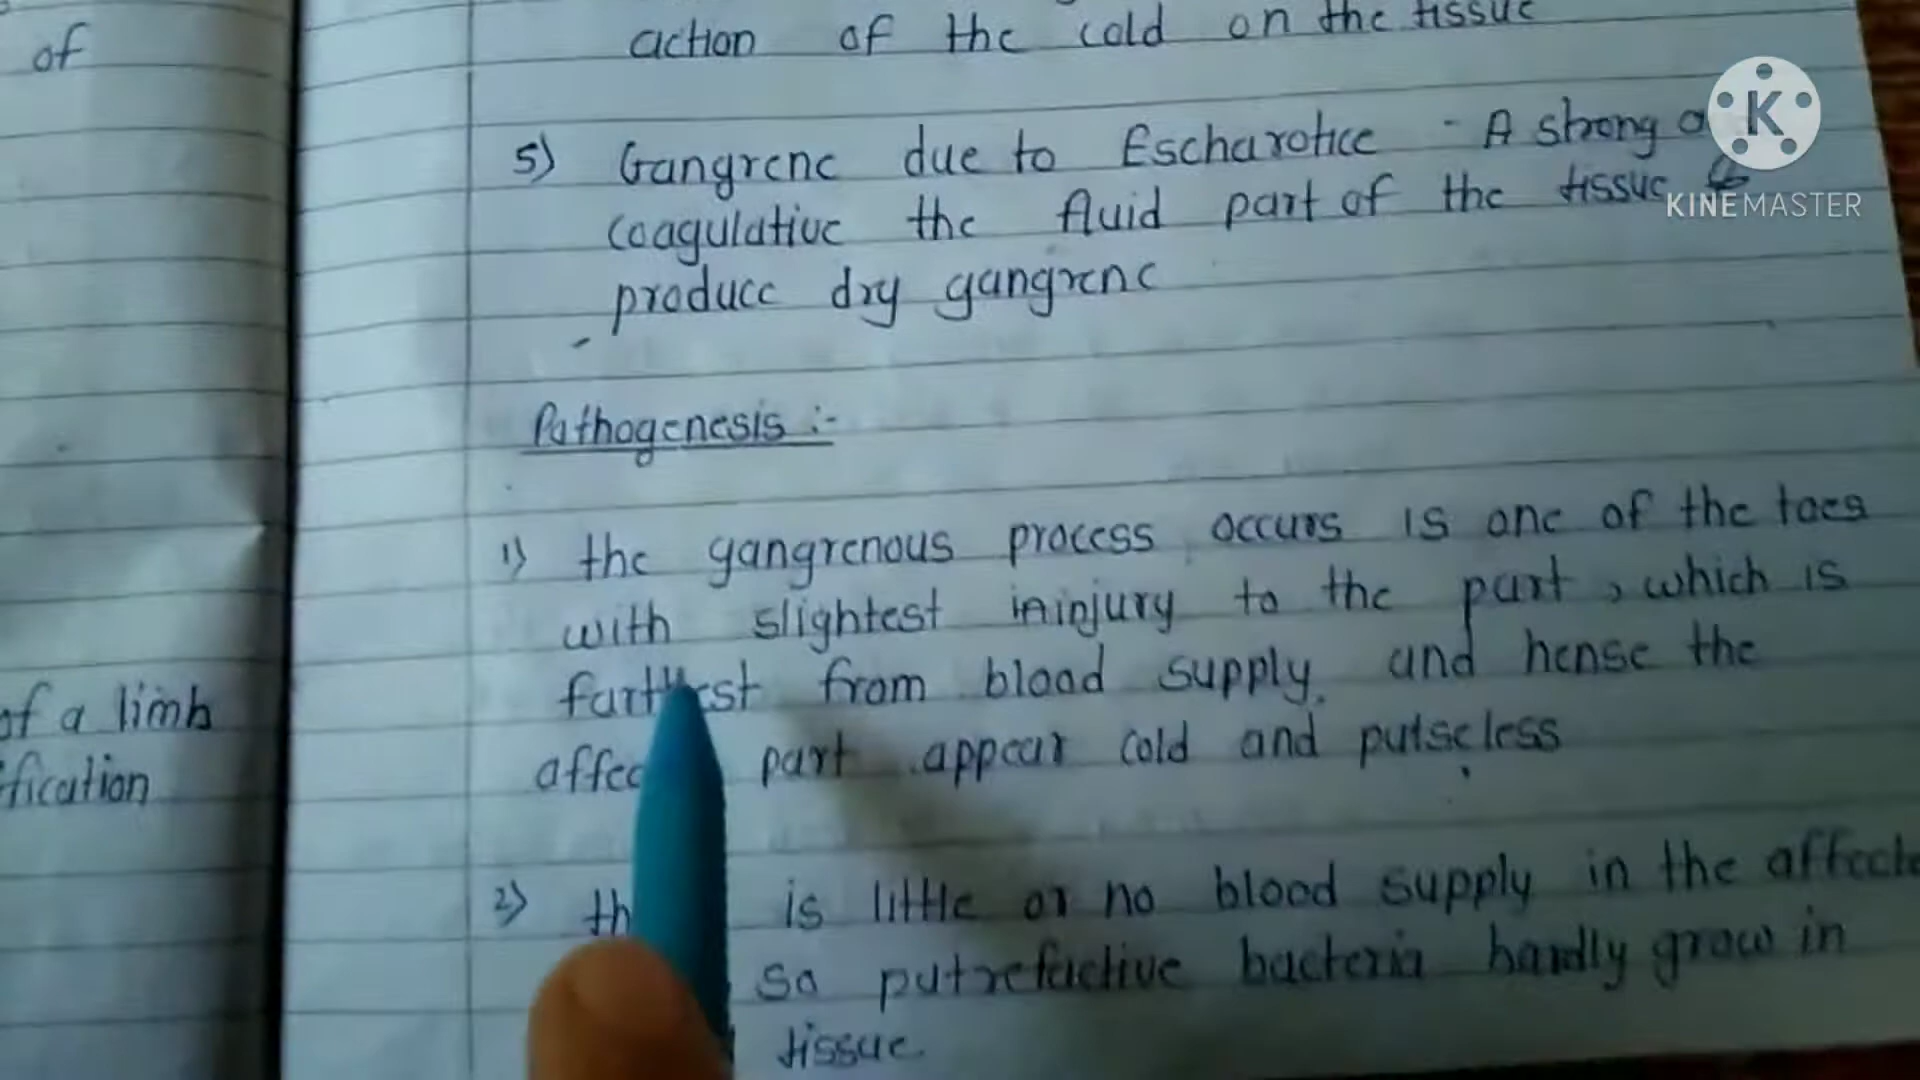 of
of a limb
fication
action of the cold on the tissue
5) Gangrene due to Escharotice - A strong
coagulative the fluid part of the tissue &
produce dry gangrene
Pathogenesis :-
1) the gangrenous process occurs is one of the toes
with slightest ininjury to the part, which is
farthest from blood supply. and hense the
part appear cold and pulseless
2) is little or no blood supply in the
so putrefactive bacteria hardly grow in
tissue.
K
KINEMASTER